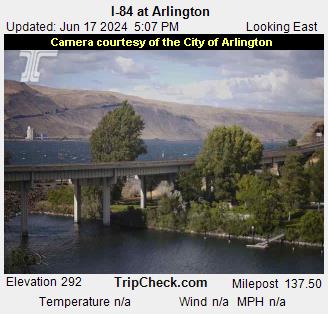 I-84 at Arlington
Updated: Jun 17 2024 5:07 PM Looking East
Camera courtesy of the City of Arlington
Elevation 292 TripCheck.com Milepost 137.50
Temperature n/a Wind n/a MPH n/a